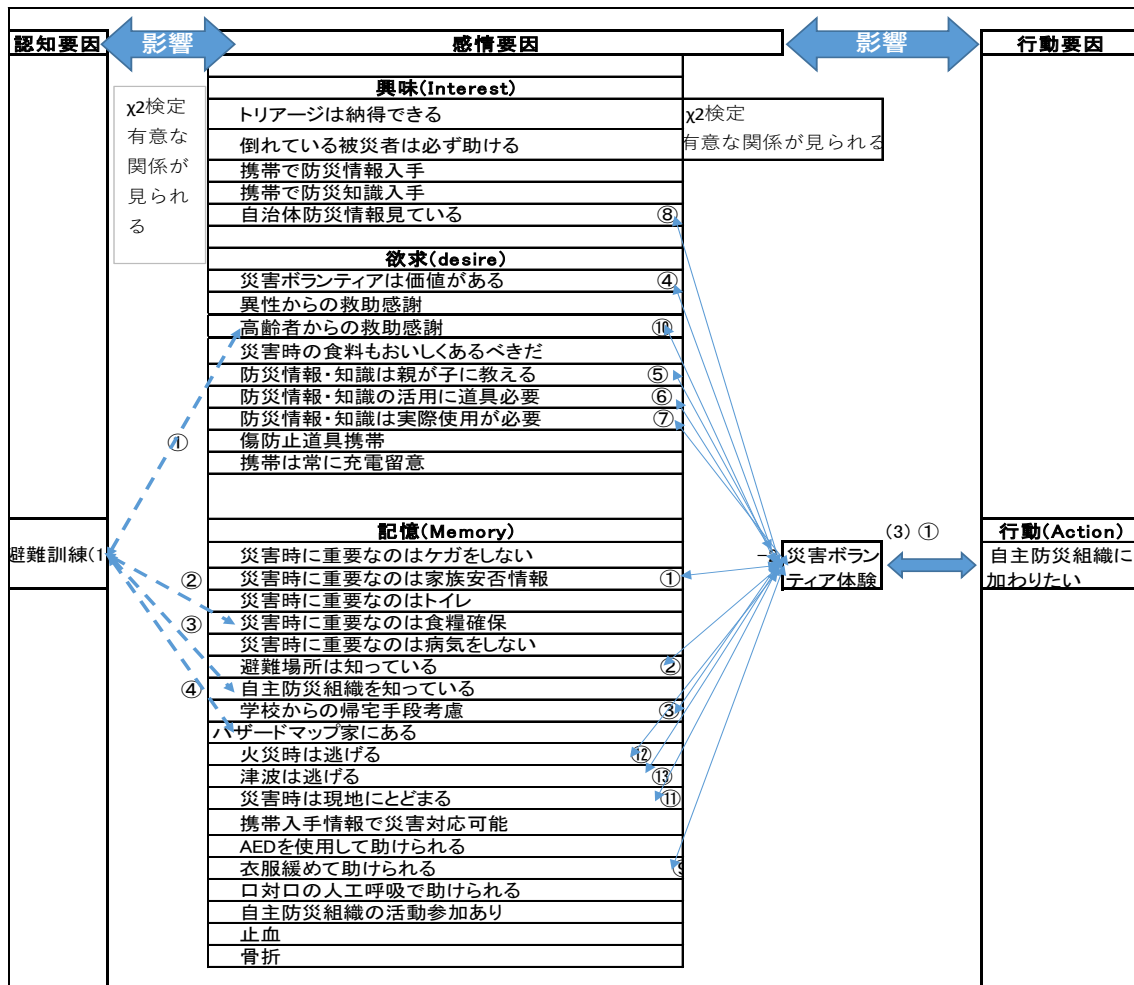 認知要因
影響
感情要因
影響
行動要因
χ2検定
有意な
関係が
見られ
る
興味(Interest)
トリアージは納得できる
倒れている被災者は必ず助ける
携帯で防災情報入手
携帯で防災知識入手
自治体防災情報見ている ⑧
χ2検定
有意な関係が見られる
欲求(desire)
災害ボランティアは価値がある ④
異性からの救助感謝
高齢者からの救助感謝 ⑩
災害時の食料もおいしくあるべきだ
防災情報・知識は親が子に教える ⑤
防災情報・知識の活用に道具必要 ⑥
防災情報・知識は実際使用が必要 ⑦
傷防止道具携帯
携帯は常に充電留意
①
記憶(Memory)
災害時に重要なのはケガをしない
災害時に重要なのは家族安否情報 ①
災害時に重要なのはトイレ
災害時に重要なのは食糧確保
災害時に重要なのは病気をしない
避難場所は知っている ②
自主防災組織を知っている
学校からの帰宅手段考慮 ③
ハザードマップ家にある
火災時は逃げる ⑫
津波は逃げる ⑬
災害時は現地にとどまる ⑪
携帯入手情報で災害対応可能
AEDを使用して助けられる
衣服緩めて助けられる ⑨
口対口の人工呼吸で助けられる
自主防災組織の活動参加あり
止血
骨折
避難訓練(1
②
③
④
災害ボラン
ティア体験
(3) ①
行動(Action)
自主防災組織に
加わりたい